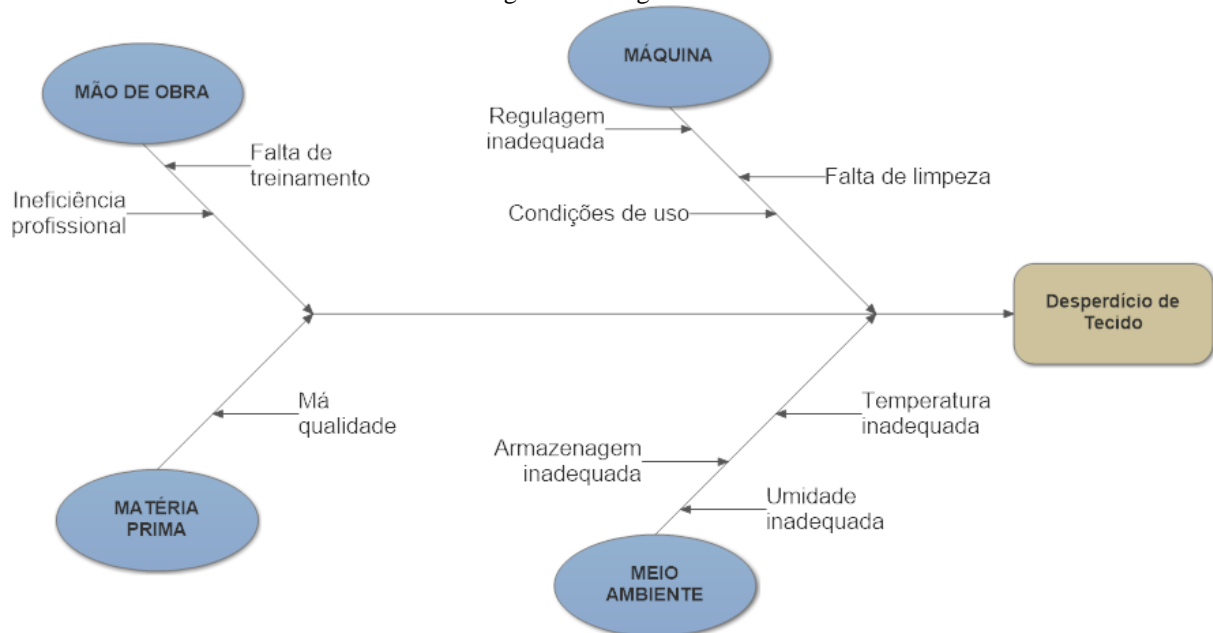 MÃO DE OBRA
Falta de
treinamento
Ineficiência
profissional
MÁQUINA
Regulagem
inadequada
Falta de limpeza
Condições de uso
Desperdício de
Tecido
Má
qualidade
MATÉRIA
PRIMA
Temperatura
inadequada
Armazenagem
inadequada
Umidade
inadequada
MEIO
AMBIENTE